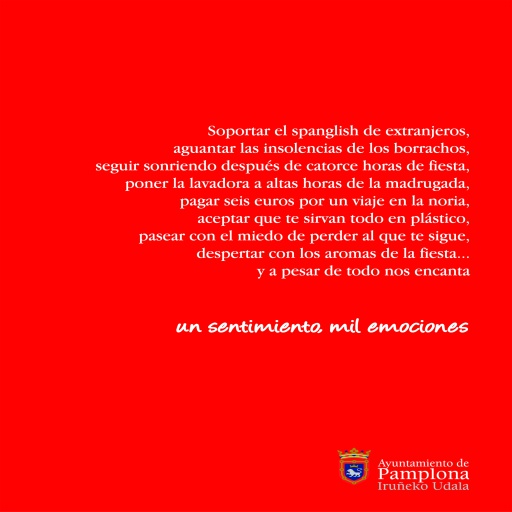 Soportar el spanglish de extranjeros,
aguantar las insolencias de los borrachos,
seguir sonriendo después de catorce horas de fiesta,
poner la lavadora a altas horas de la madrugada,
pagar seis euros por un viaje en la noria,
aceptar que te sirvan todo en plástico,
pasear con el miedo de perder al que te sigue,
despertar con los aromas de la fiesta...
y a pesar de todo nos encanta
un sentimiento, mil emociones
Ayuntamiento de
Pamplona
Iruñeko Udala